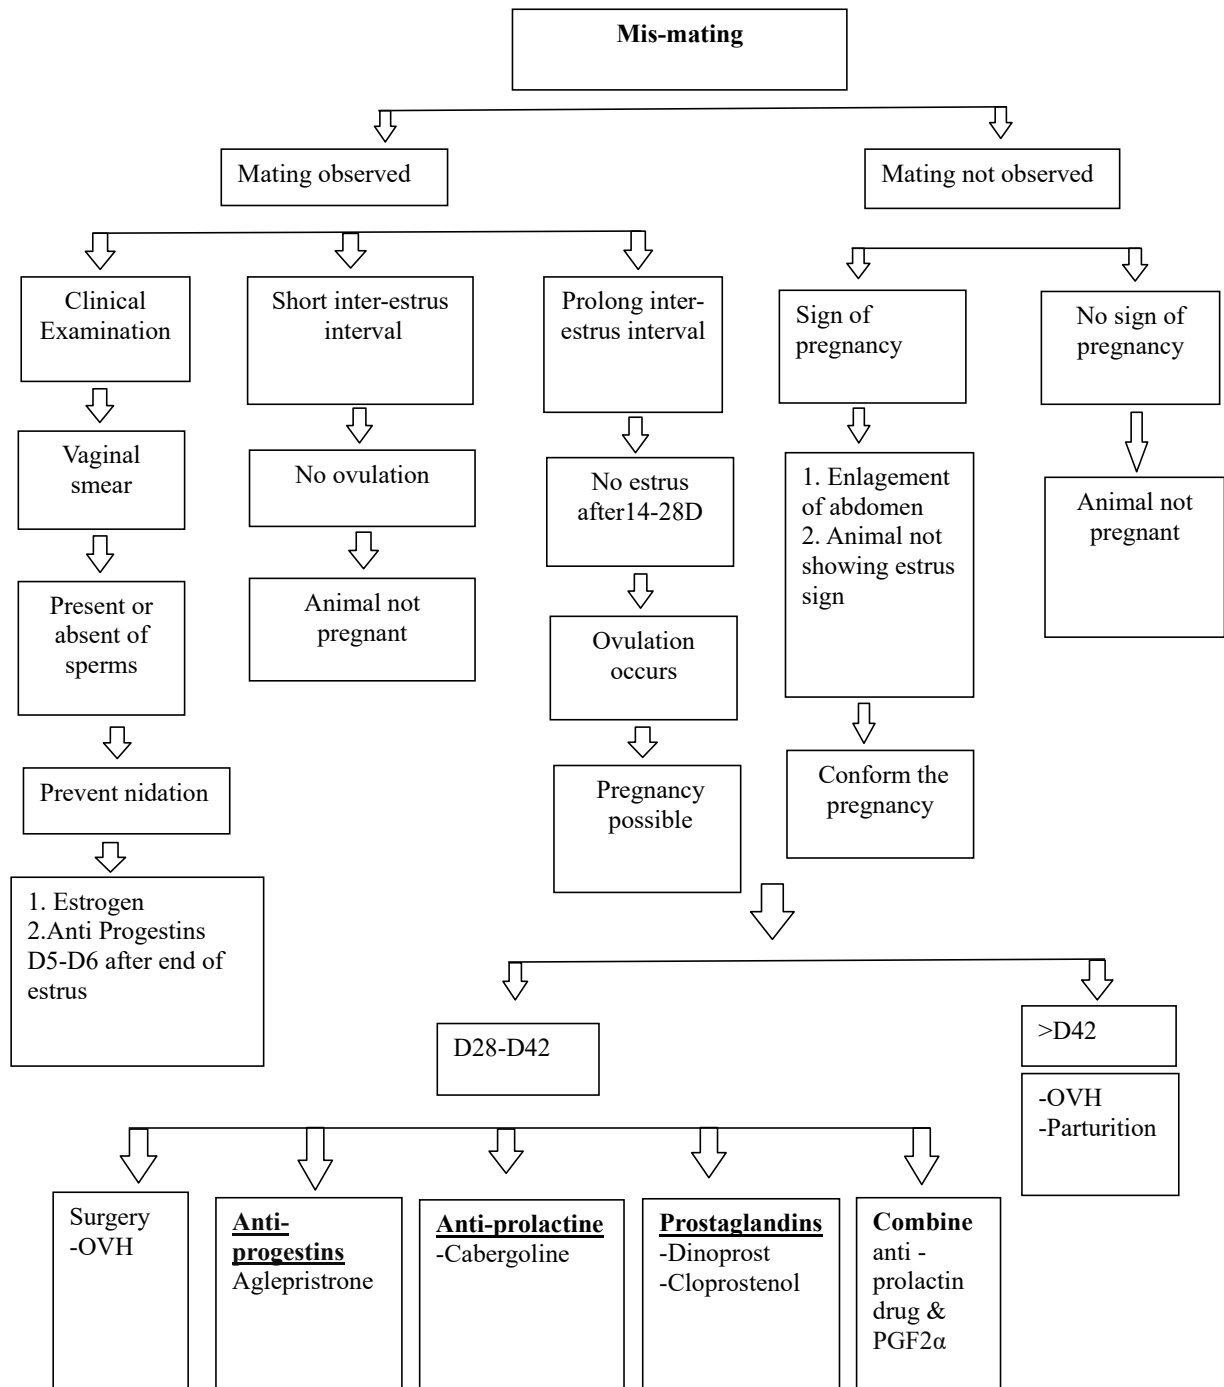 Mis-mating
Mating observed
Mating not observed
Clinical
Examination
Short inter-estrus
interval
Prolong inter-
estrus interval
Sign of
pregnancy
No sign of
pregnancy
Vaginal
smear
No ovulation
No estrus
after14-28D
1. Enlagement
of abdomen
2. Animal not
showing estrus
sign
Animal not
pregnant
Present or
absent of
sperms
Animal not
pregnant
Ovulation
occurs
Prevent nidation
Pregnancy
possible
Conform the
pregnancy
1. Estrogen
2.Anti Progestins
D5-D6 after end of
estrus
D28-D42
>D42
-OVH
-Parturition
Surgery
-OVH
Anti-
progestins
Aglepristrone
Anti-prolactine
-Cabergoline
Prostaglandins
-Dinoprost
-Cloprostenol
Combine
anti -
prolactin
drug &
PGF2α